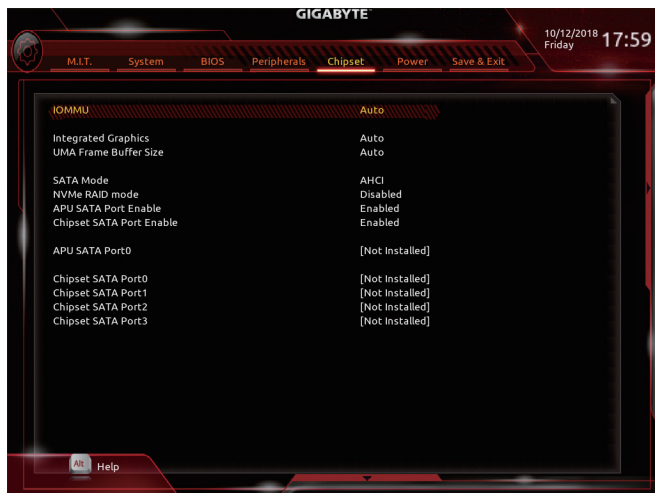 GIGABYTE™
10/12/2018
Friday
17:59
M.I.T. System BIOS Peripherals Chipset Power Save & Exit
IOMMU Auto
Integrated Graphics Auto
UMA Frame Buffer Size Auto
SATA Mode AHCI
NVMe RAID mode Disabled
APU SATA Port Enable Enabled
Chipset SATA Port Enable Enabled
APU SATA Port0 [Not Installed]
Chipset SATA Port0 [Not Installed]
Chipset SATA Port1 [Not Installed]
Chipset SATA Port2 [Not Installed]
Chipset SATA Port3 [Not Installed]
Alt Help